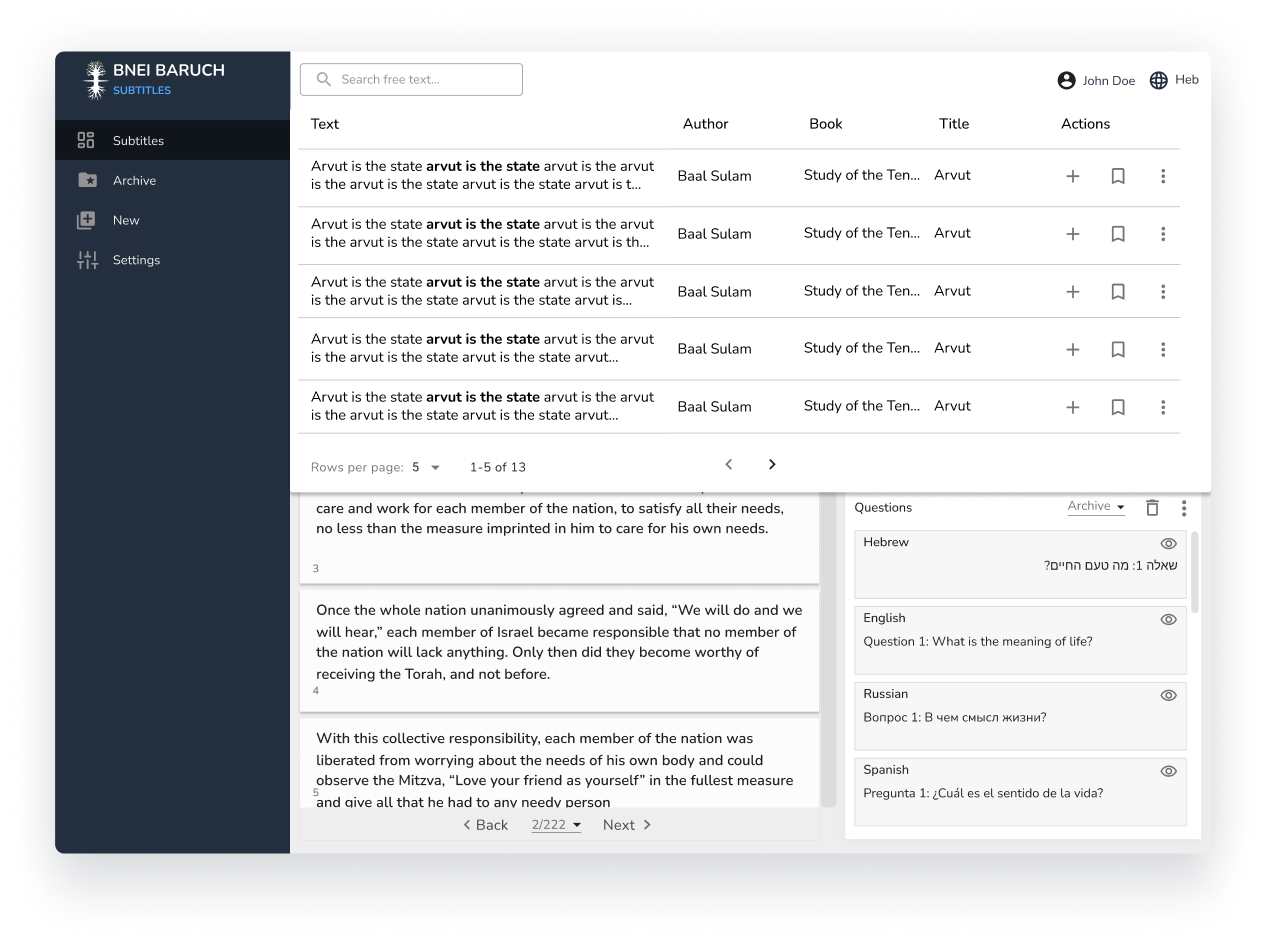 BNEI BARUCH
SUBTITLES
Subtitles
Archive
New
Settings
Search free text...
John Doe
Heb
Text Author Book Title Actions
Arvut is the state arvut is the state arvut is the arvut
is the arvut is the state arvut is the state arvut is t...
Baal Sulam
Study of the Ten...
Arvut
Arvut is the state arvut is the state arvut is the arvut
is the arvut is the state arvut is the state arvut is th...
Baal Sulam
Study of the Ten...
Arvut
Arvut is the state arvut is the state arvut is the arvut
is the arvut is the state arvut is the state arvut is...
Baal Sulam
Study of the Ten...
Arvut
Arvut is the state arvut is the state arvut is the arvut
is the arvut is the state arvut is the state arvut...
Baal Sulam
Study of the Ten...
Arvut
Arvut is the state arvut is the state arvut is the arvut
is the arvut is the state arvut is the state arvut...
Baal Sulam
Study of the Ten...
Arvut
Rows per page: 5 1-5 of 13
care and work for each member of the nation, to satisfy all their needs,
no less than the measure imprinted in him to care for his own needs.
3
Once the whole nation unanimously agreed and said, “We will do and we
will hear,” each member of Israel became responsible that no member of
the nation will lack anything. Only then did they become worthy of
receiving the Torah, and not before.
4
With this collective responsibility, each member of the nation was
liberated from worrying about the needs of his own body and could
observe the Mitzva, “Love your friend as yourself” in the fullest measure
and give all that he had to any needy person
5
Back 2/222 Next
Questions Archive
Hebrew
שאלה 1: מה טעם החיים?
English
Question 1: What is the meaning of life?
Russian
Вопрос 1: В чем смысл жизни?
Spanish
Pregunta 1: ¿Cuál es el sentido de la vida?